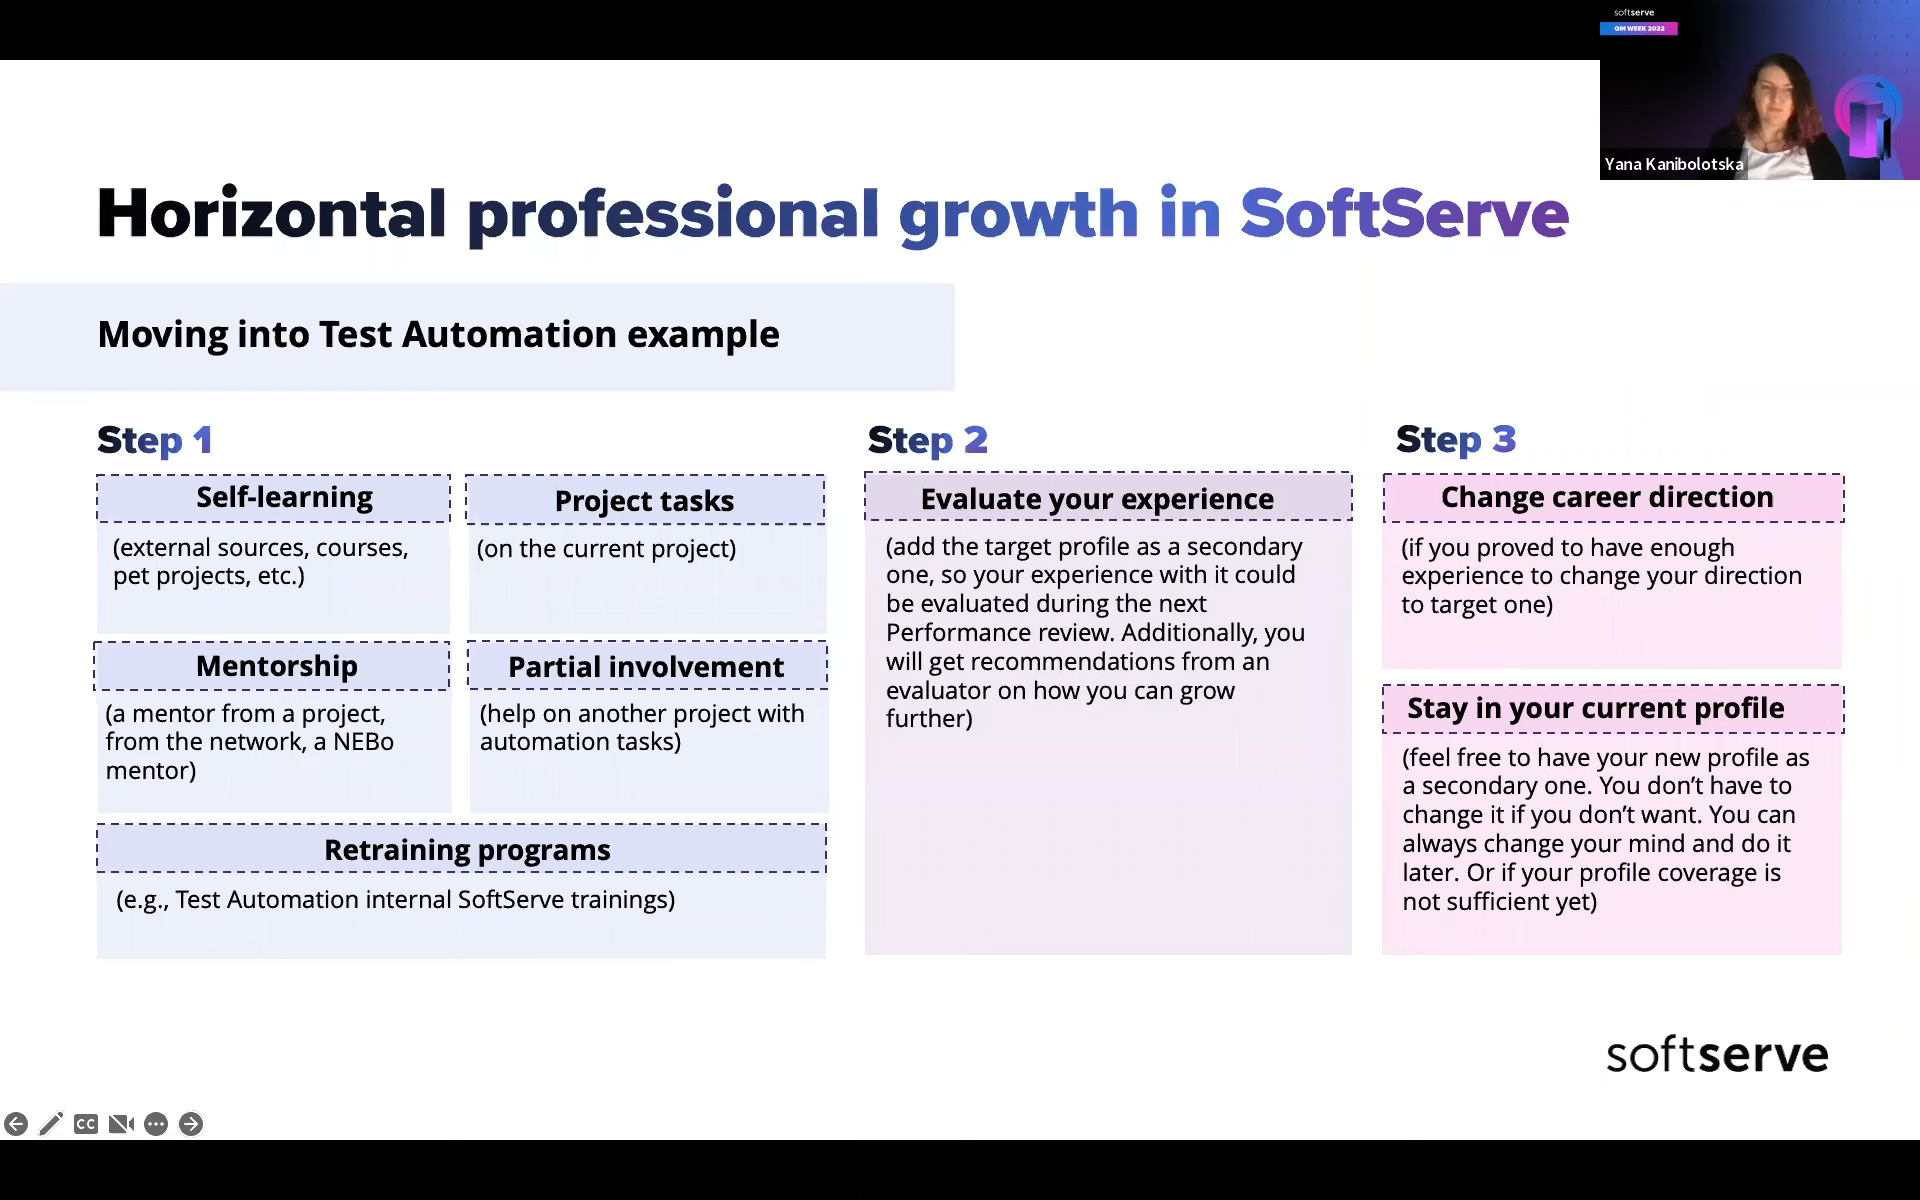 softserve
QM WEEK 2022
Yana Kanibolotska
Horizontal professional growth in SoftServe
Moving into Test Automation example
Step 1
Self-learning
(external sources, courses,
pet projects, etc.)
Project tasks
(on the current project)
Mentorship
(a mentor from a project,
from the network, a NEBo
mentor)
Partial involvement
(help on another project with
automation tasks)
Retraining programs
(e.g., Test Automation internal SoftServe trainings)
Step 2
Evaluate your experience
(add the target profile as a secondary
one, so your experience with it could
be evaluated during the next
Performance review. Additionally, you
will get recommendations from an
evaluator on how you can grow
further)
Step 3
Change career direction
(if you proved to have enough
experience to change your direction
to target one)
Stay in your current profile
(feel free to have your new profile as
a secondary one. You don’t have to
change it if you don’t want. You can
always change your mind and do it
later. Or if your profile coverage is
not sufficient yet)
softserve
CC